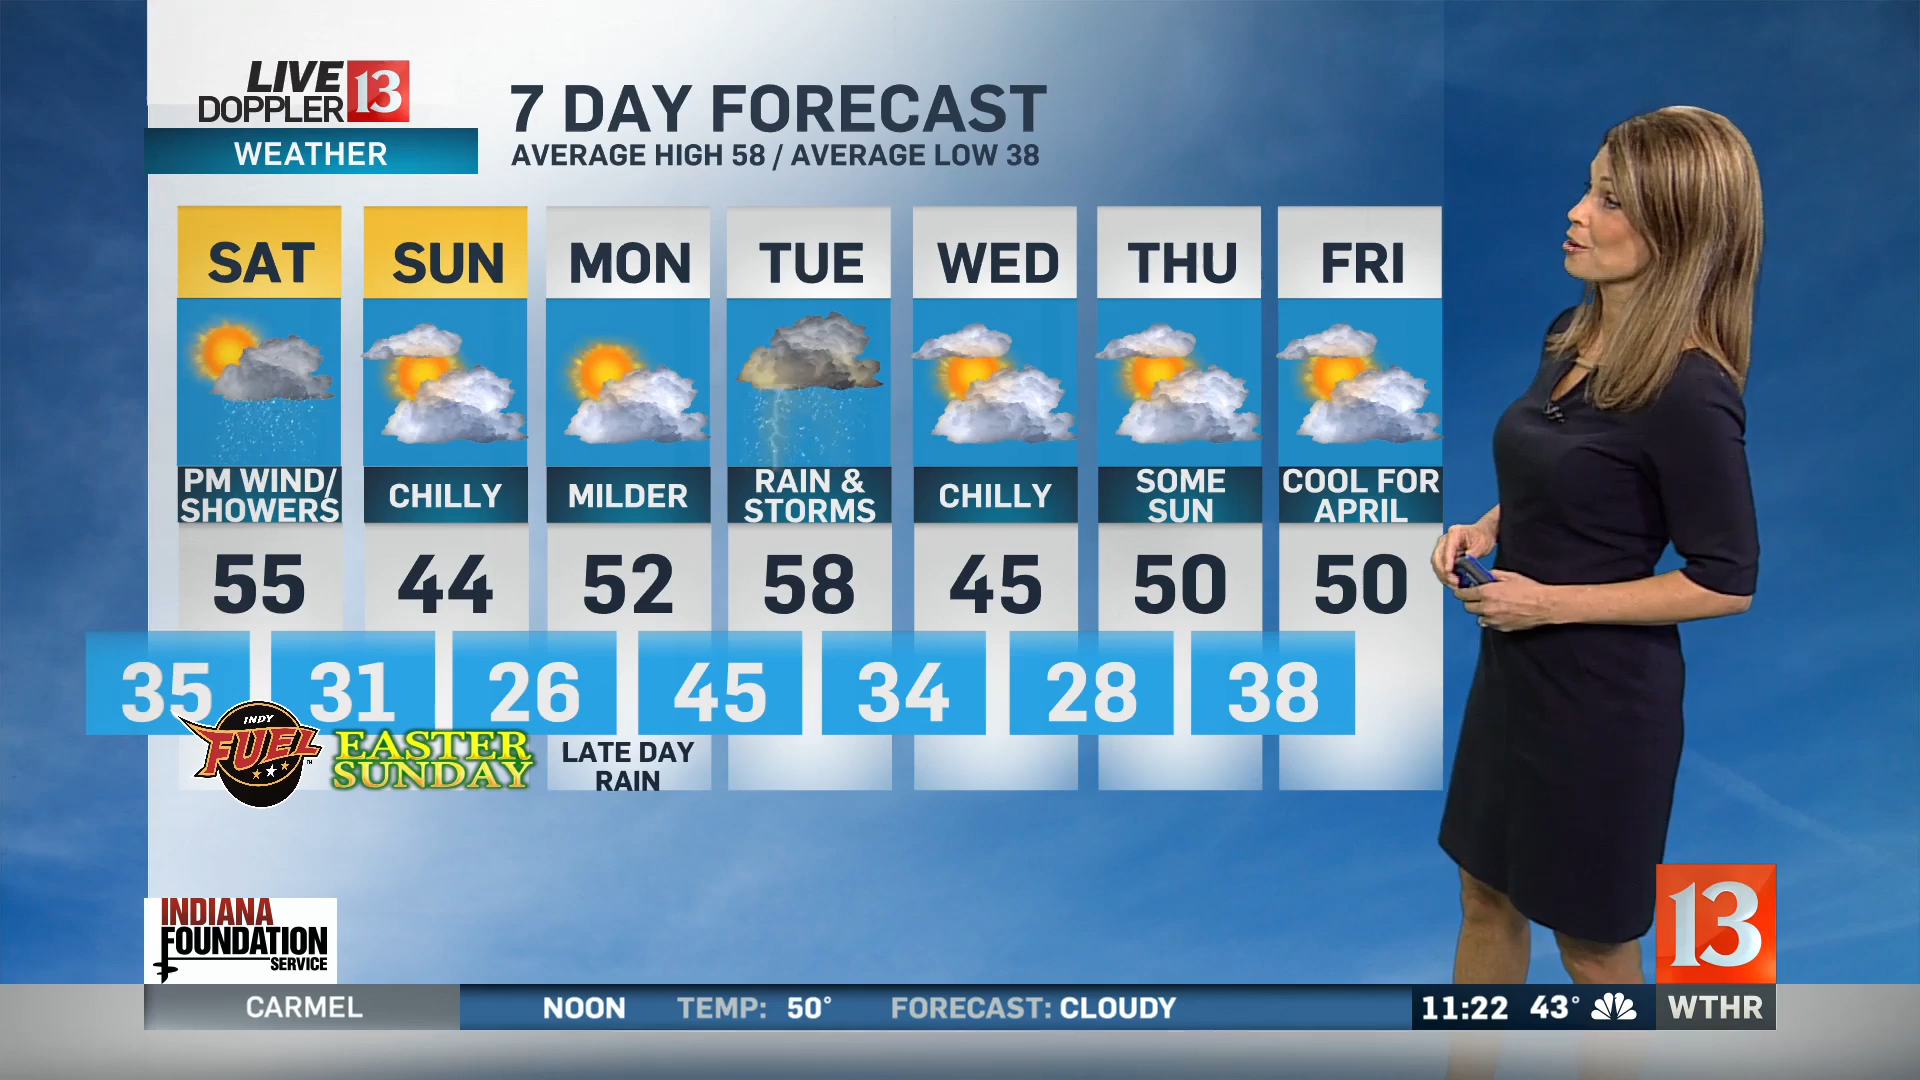 LIVE
DOPPLER 13
WEATHER
7 DAY FORECAST
AVERAGE HIGH 58 / AVERAGE LOW 38
SAT SUN MON TUE WED THU FRI
PM WIND/
SHOWERS
CHILLY
MILDER
RAIN &
STORMS
CHILLY
SOME
SUN
COOL FOR
APRIL
55 44 52 58 45 50 50
35 31 26 45 34 28 38
INDY
FUEL
TM
EASTER
SUNDAY
LATE DAY
RAIN
INDIANA
FOUNDATION
SERVICE
13
CARMEL NOON TEMP: 50° FORECAST: CLOUDY 11:22 43° WTHR